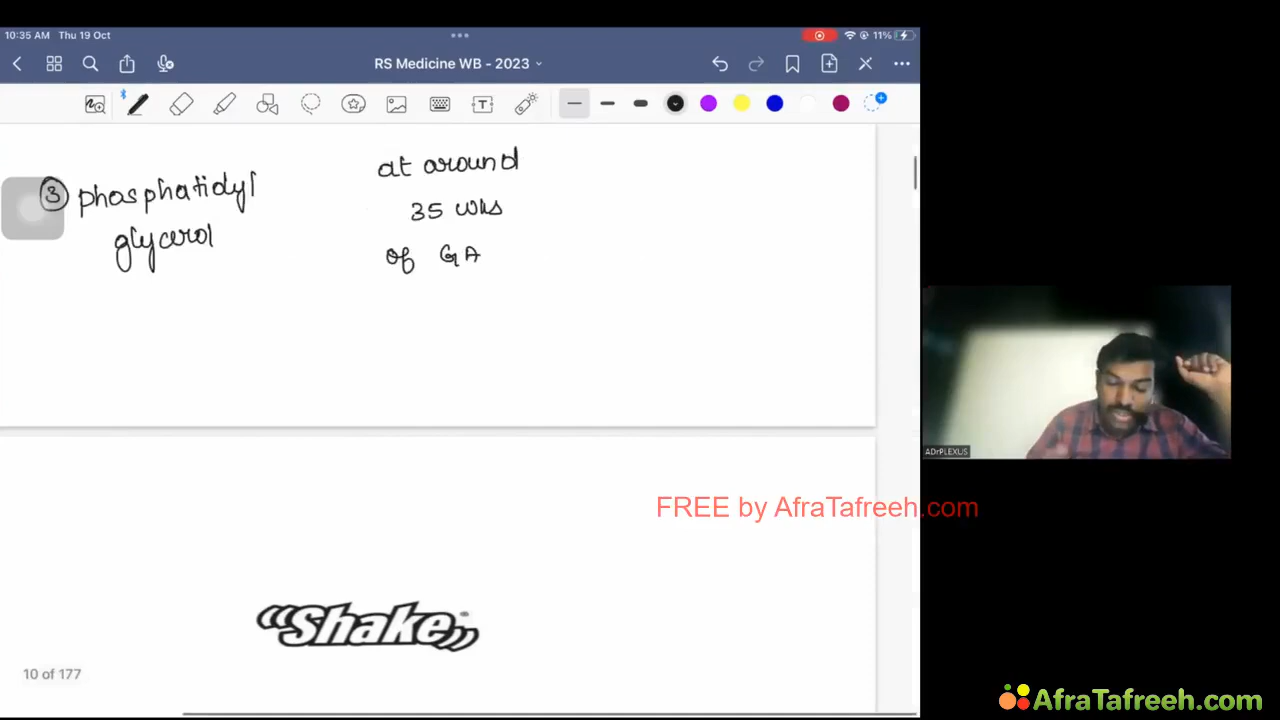 10:35 AM Thu 19 Oct
11%
RS Medicine WB - 2023
at around
③ phosphatidyl
35 wks
glycerol
of GA
ADrPLEXUS
FREE by AfraTafreeh.com
Shake
10 of 177
AfraTafreeh.com